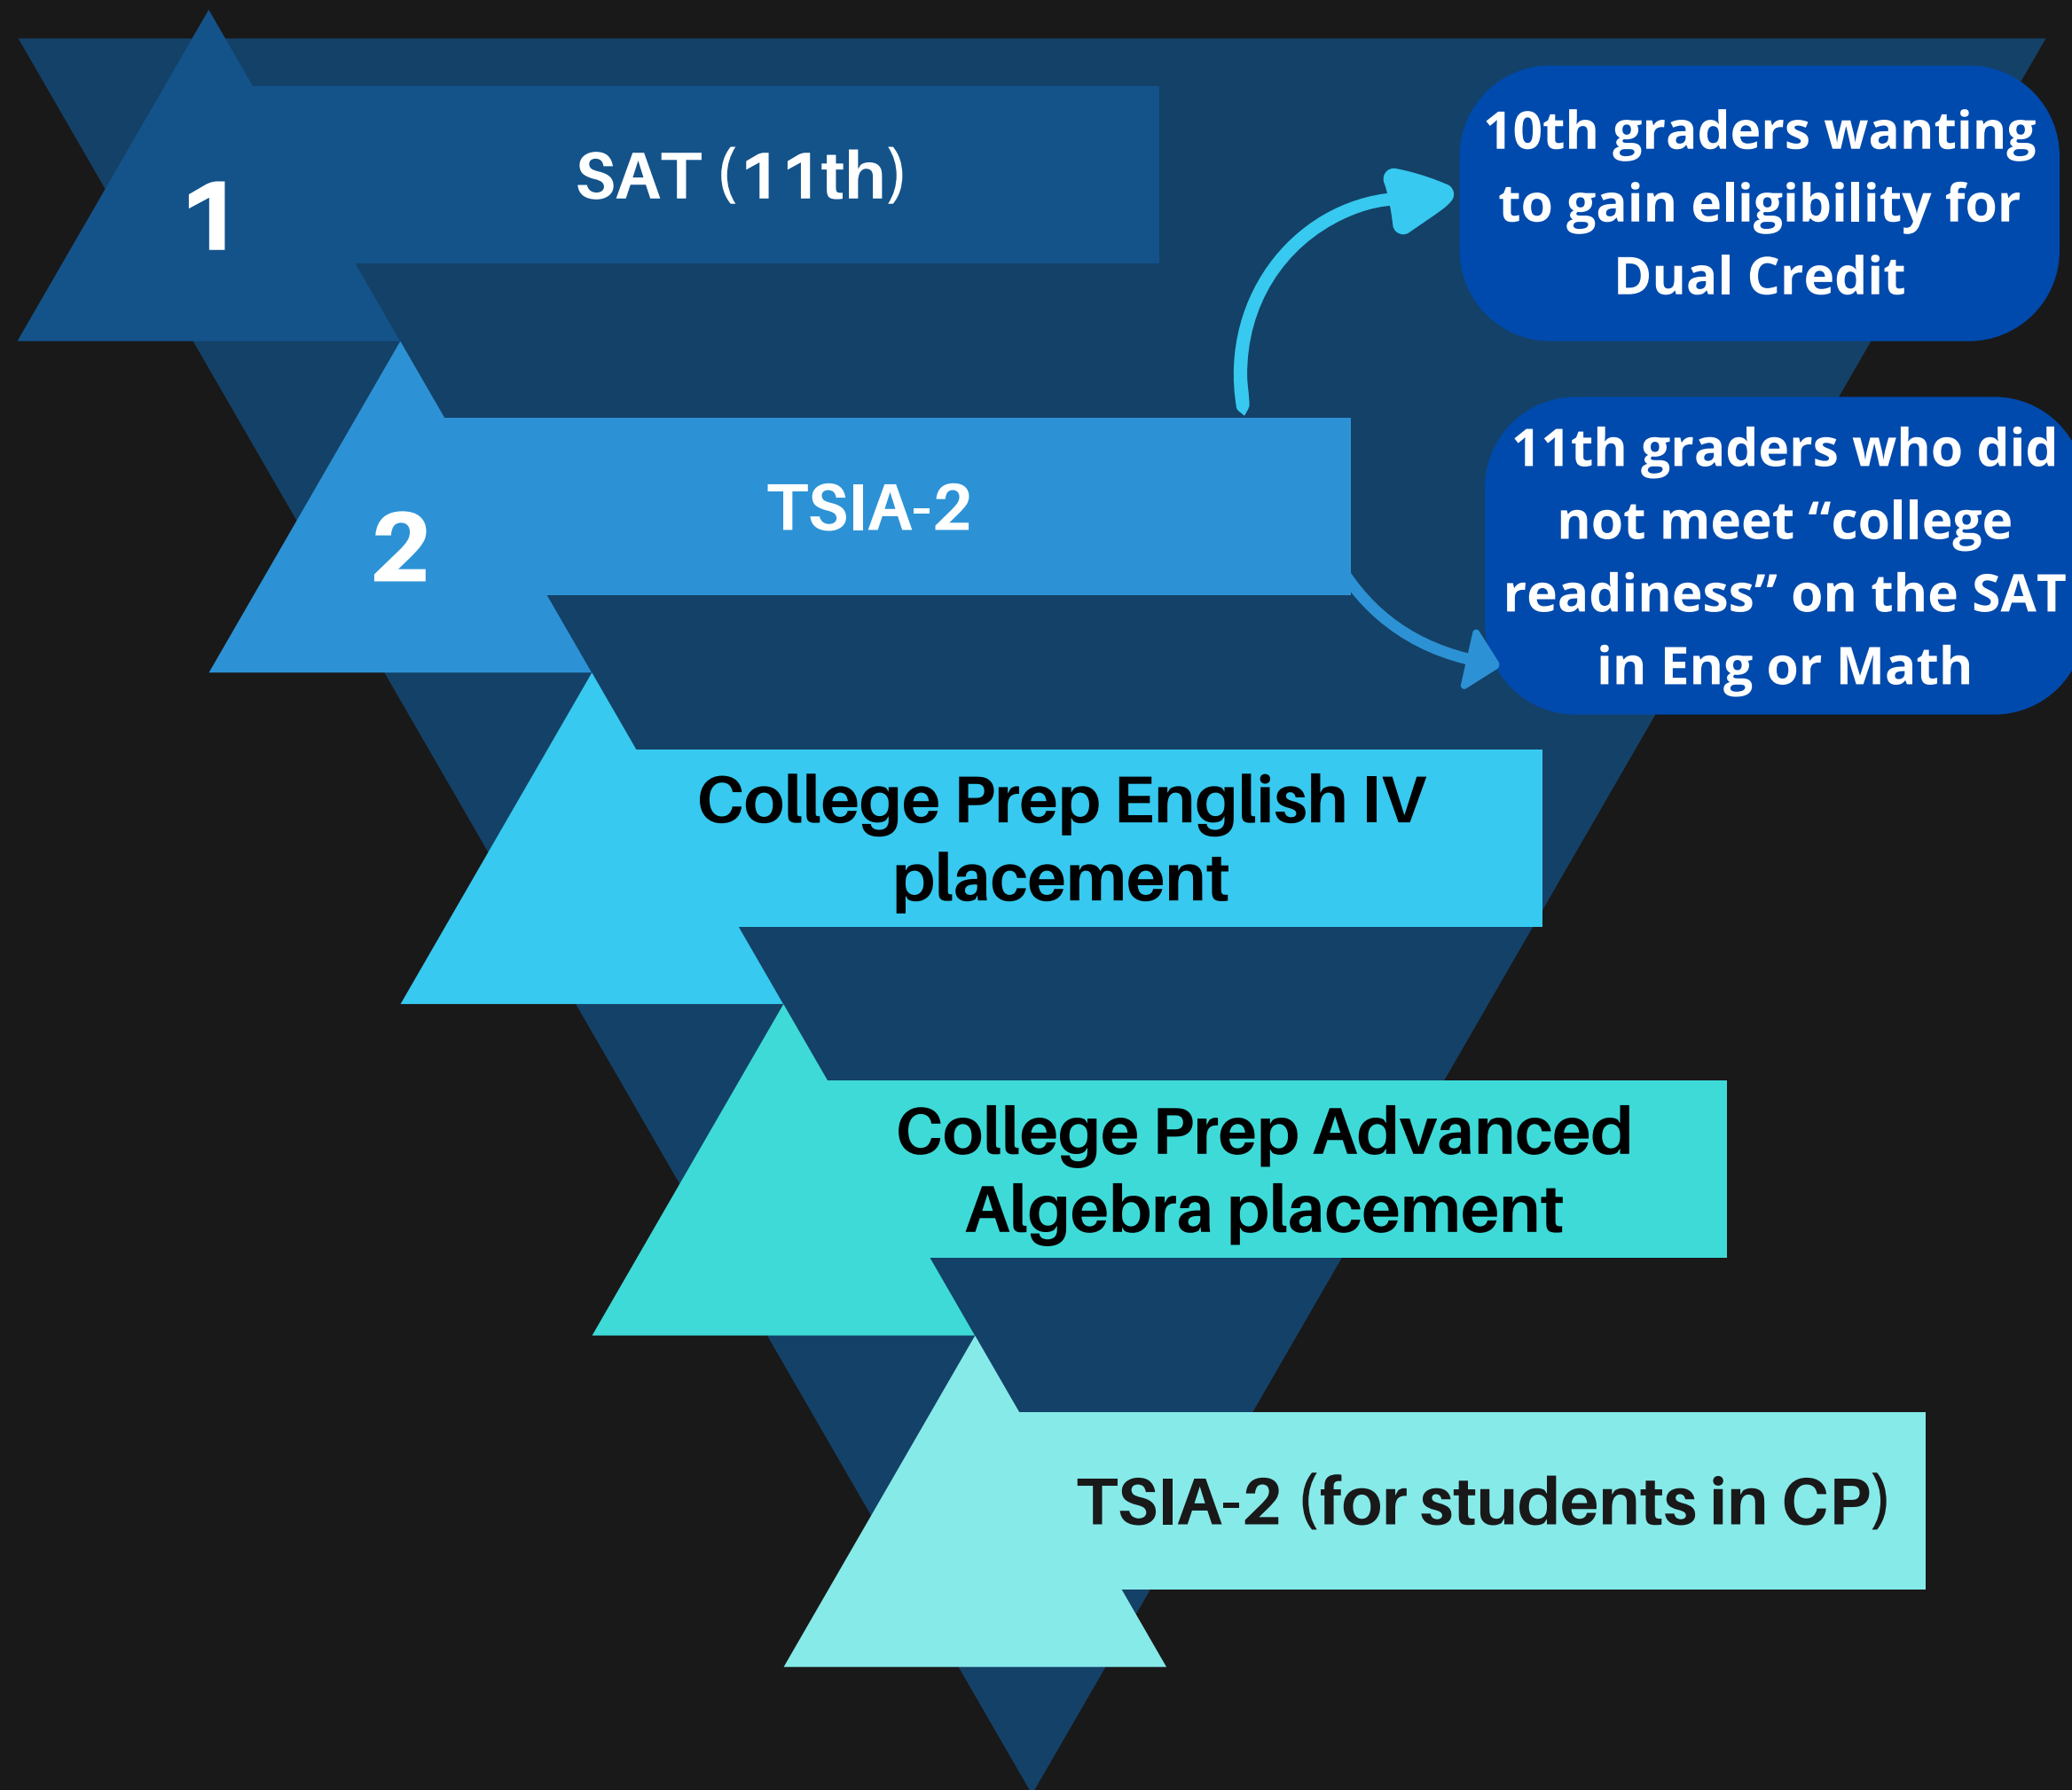 1
SAT (11th)
10th graders wanting
to gain eligibility for
Dual Credit
2
TSIA-2
11th graders who did
not meet “college
readiness” on the SAT
in Eng or Math
College Prep English IV
placement
College Prep Advanced
Algebra placement
TSIA-2 (for students in CP)